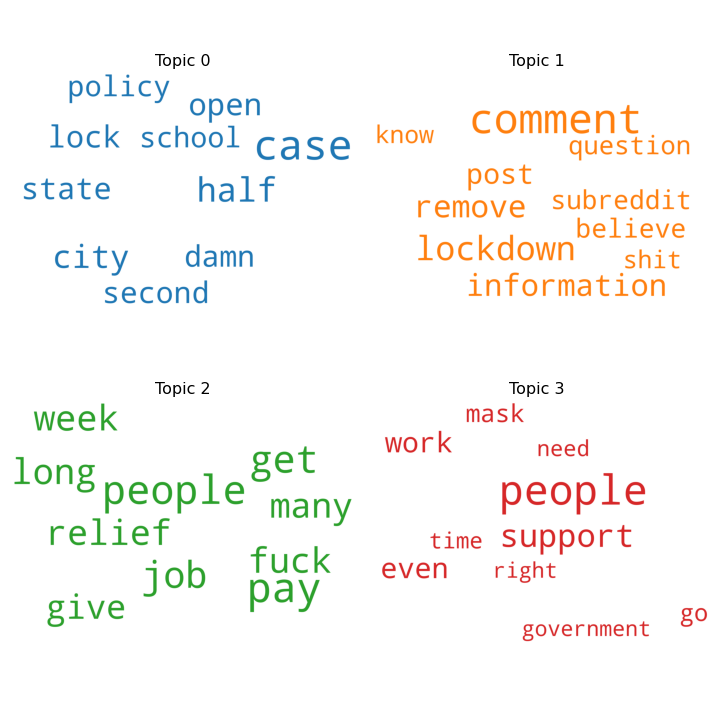 Topic 0
policy
open
lock school case
state half
city damn
second
Topic 1
comment
know question
post
remove subreddit
believe
lockdown shit
information
Topic 2
week
long get
people many
relief
job fuck
pay
give
Topic 3
mask
work need
people
time support
even right
go
government